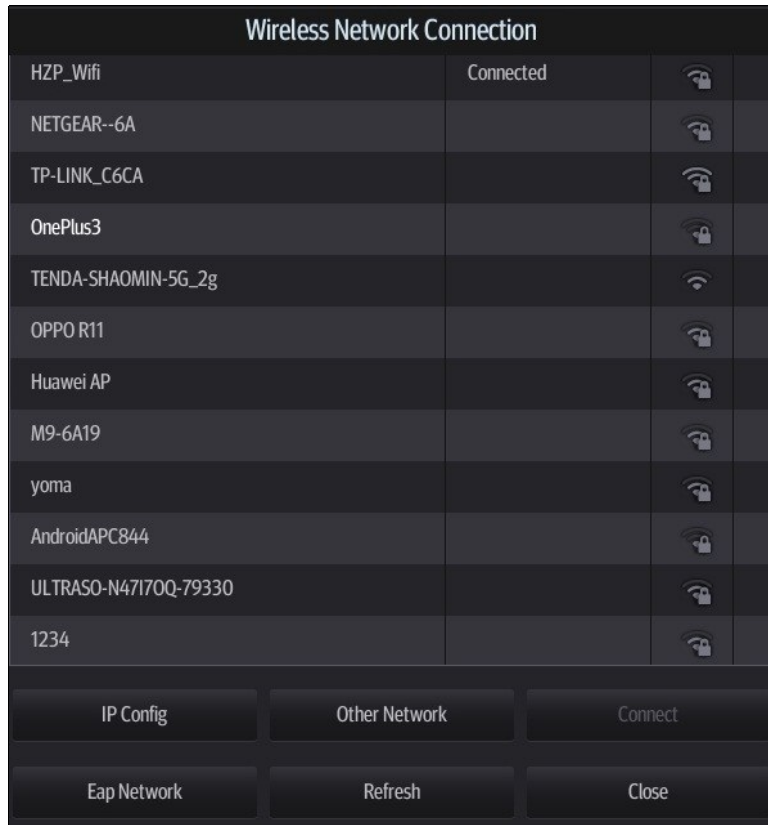 Wireless Network Connection
HZP_Wifi Connected
NETGEAR--6A
TP-LINK_C6CA
OnePlus3
TENDA-SHAOMIN-5G_2g
OPPO R11
Huawei AP
M9-6A19
yoma
AndroidAPC844
ULTRASO-N47I7OQ-79330
1234
IP Config Other Network Connect
Eap Network Refresh Close